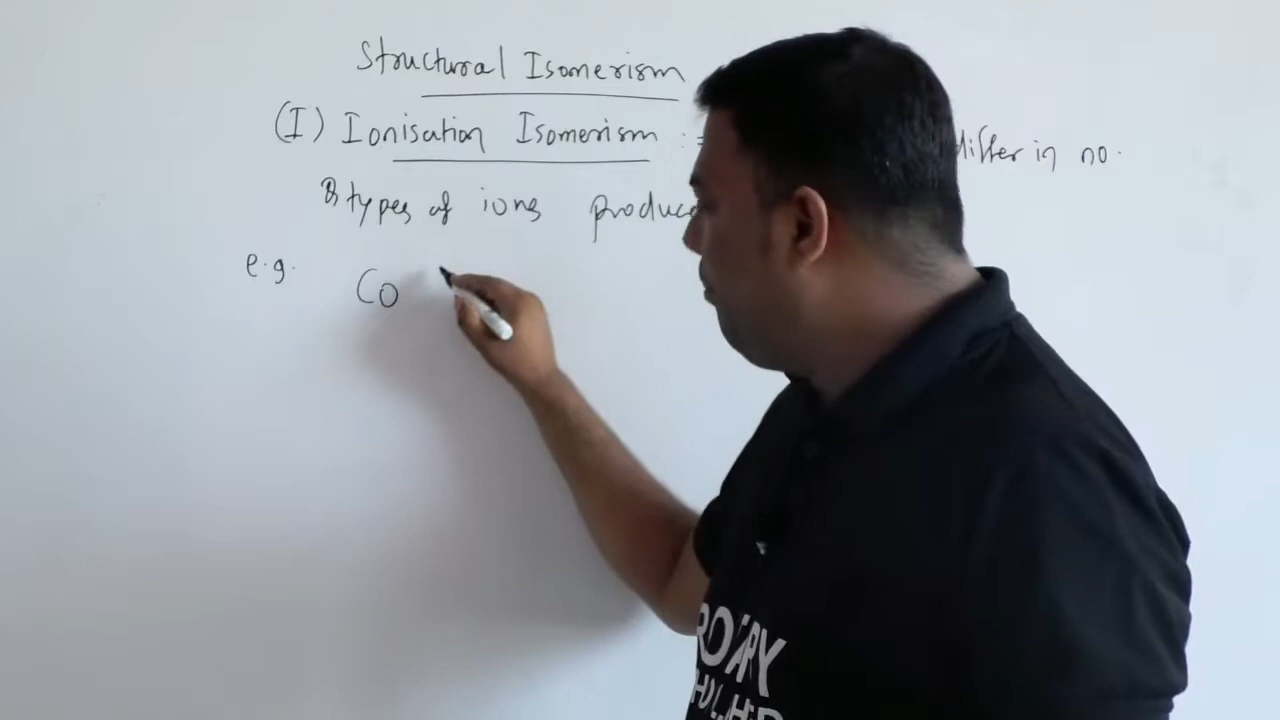 Structural Isomerism
(I) Ionisation Isomerism : differ in no.
& types of ions
e.g. Co